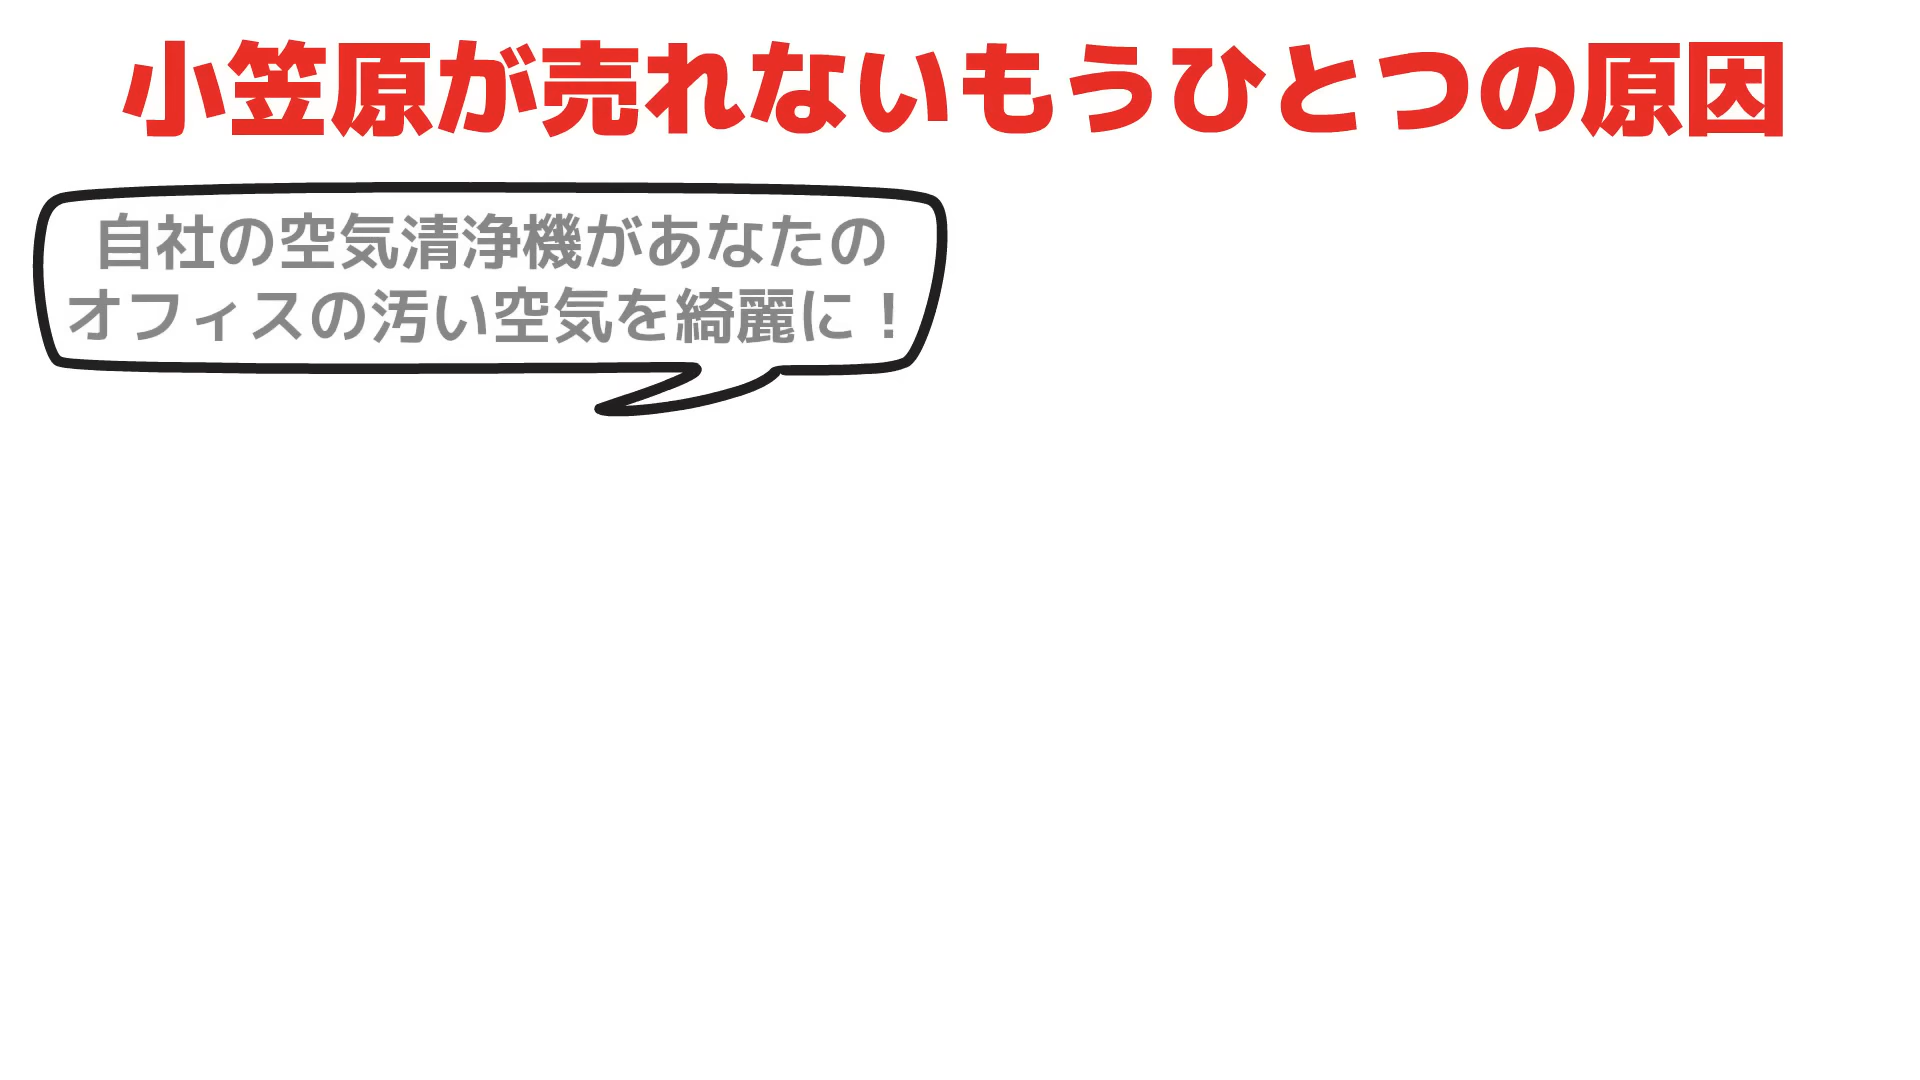 小笠原が売れないもうひとつの原因
自社の空気清浄機があなたの
オフィスの汚い空気を綺麗に！